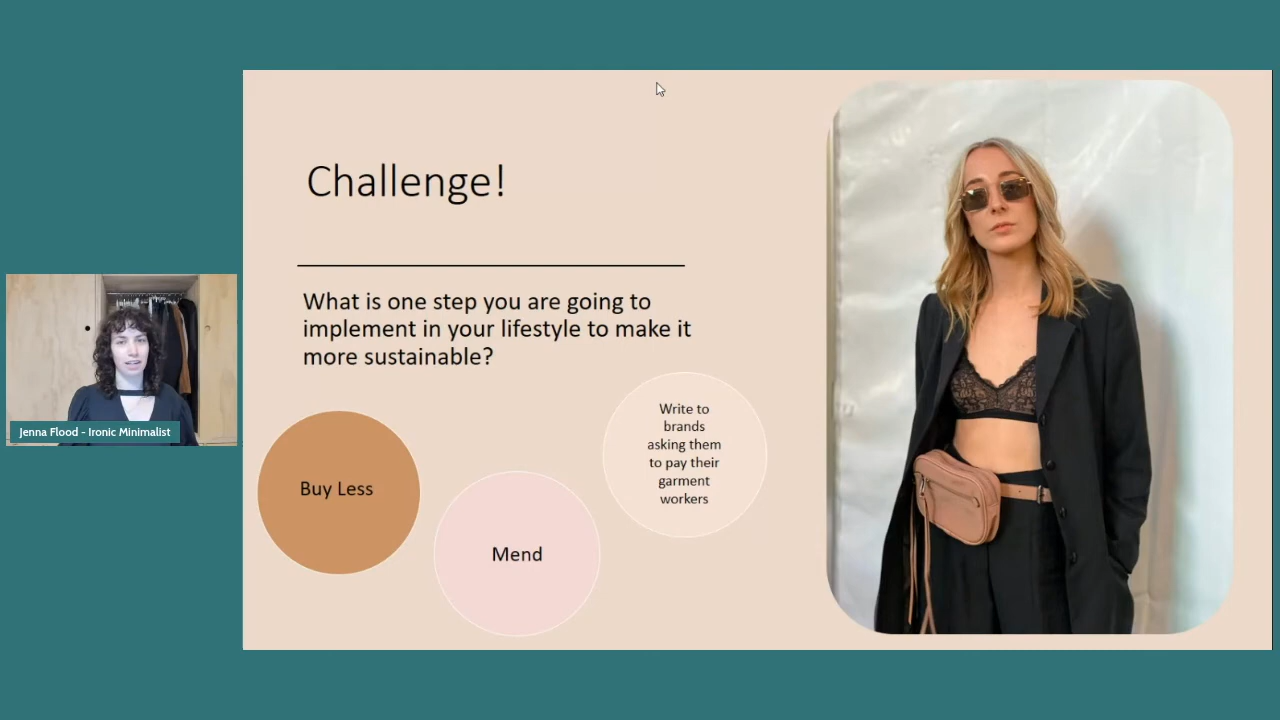 Challenge!
What is one step you are going to
implement in your lifestyle to make it
more sustainable?
Write to
brands
asking them
to pay their
garment
workers
Buy Less
Mend
Jenna Flood - Ironic Minimalist